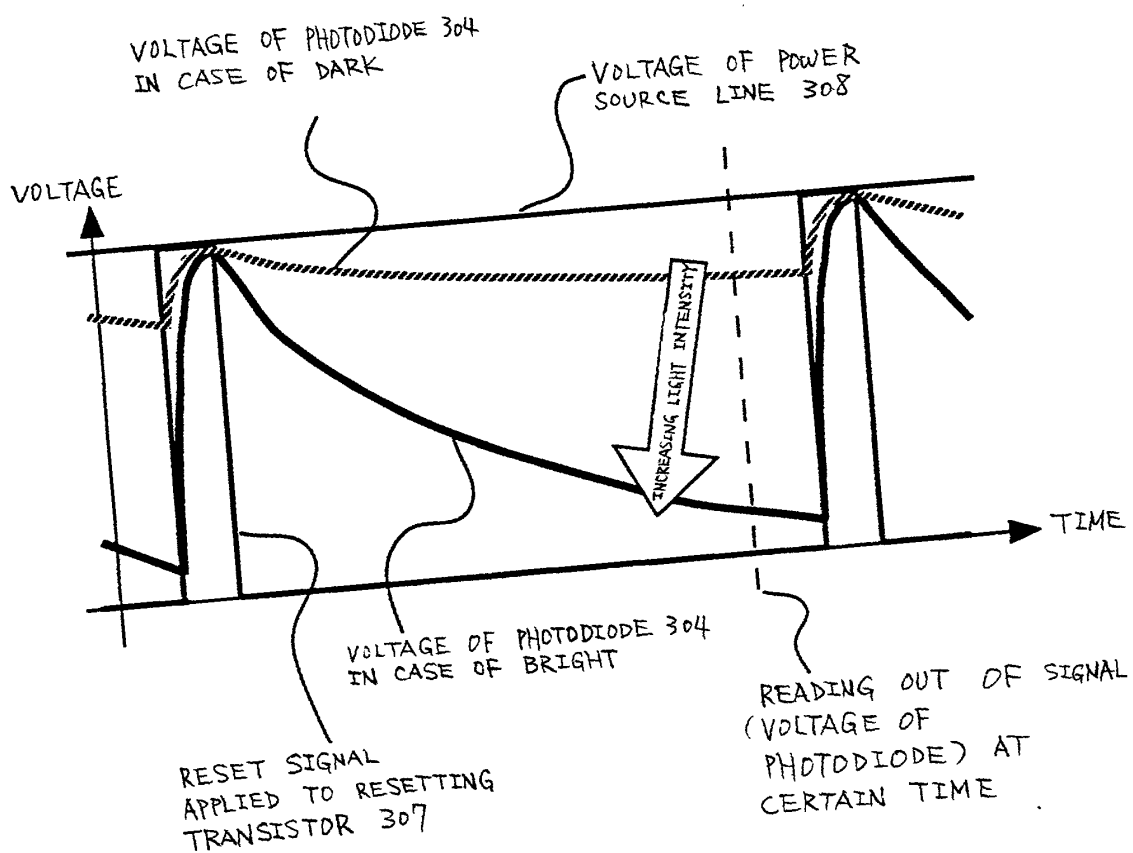 VOLTAGE OF PHOTODIODE 304
IN CASE OF DARK
VOLTAGE OF POWER
SOURCE LINE 308
VOLTAGE
INCREASING LIGHT INTENSITY
TIME
VOLTAGE OF PHOTODIODE 304
IN CASE OF BRIGHT
READING OUT OF SIGNAL
(VOLTAGE OF
PHOTODIODE) AT
CERTAIN TIME
RESET SIGNAL
APPLIED TO RESETTING
TRANSISTOR 307